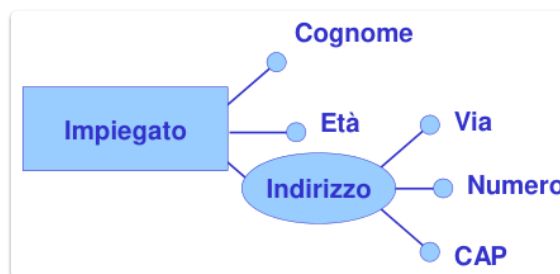 Cognome
Impiegato
Età
Via
Indirizzo
Numero
CAP